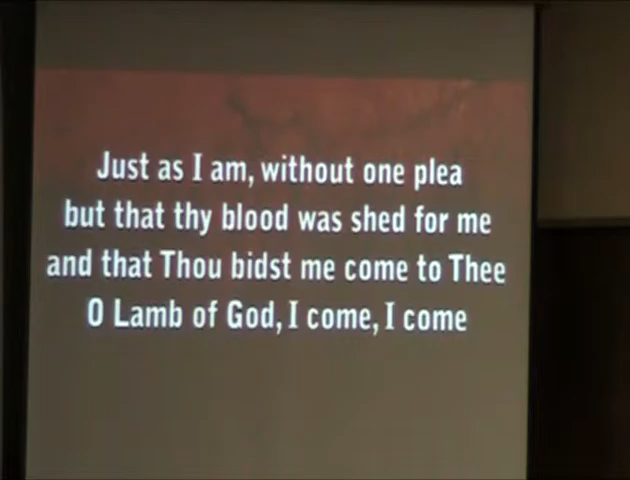 Just as I am, without one plea
but that thy blood was shed for me
and that Thou bidst me come to Thee
O Lamb of God, I come, I come